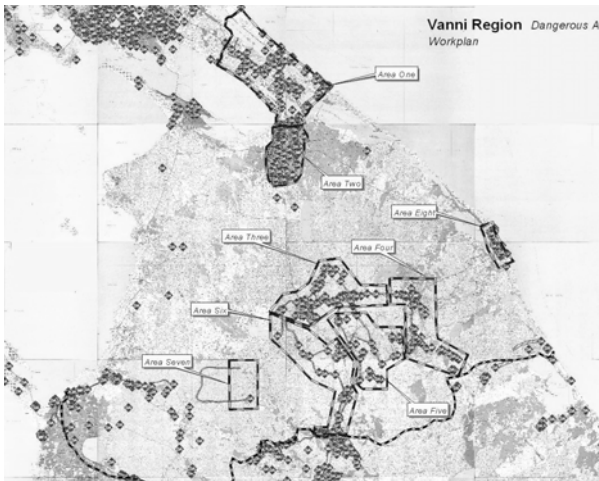 Vanni Region Dangerous A
Workplan
Area One
Area Two
Area Eight
Area Three
Area Four
Area Six
Area Seven
Area Five